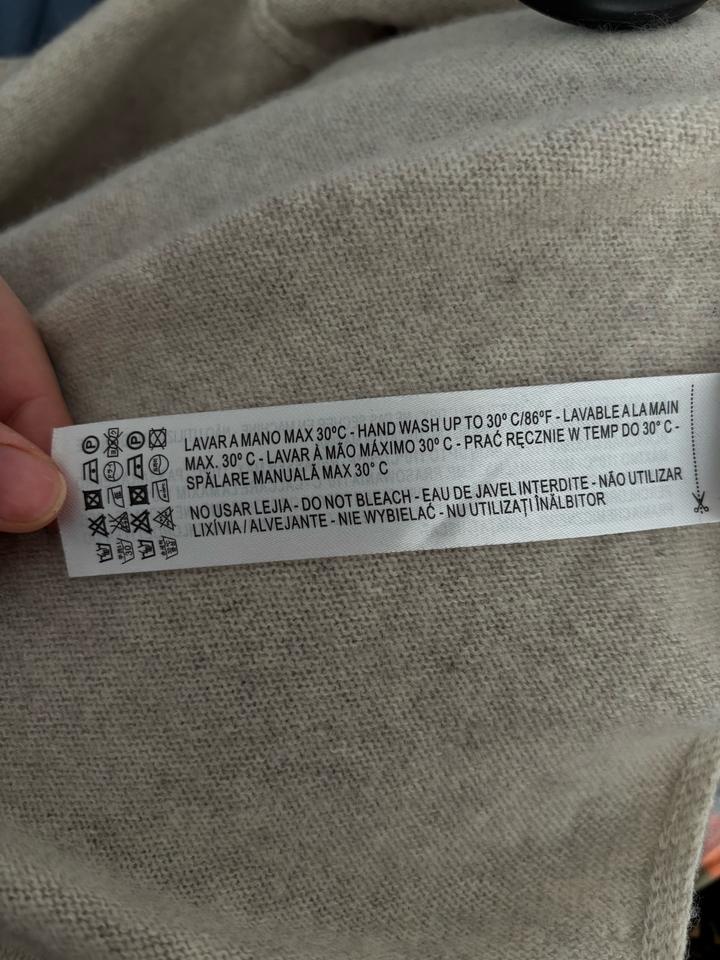 LAVAR A MANO MAX 30ºC - HAND WASH UP TO 30º C/86ºF - LAVABLE A LA MAIN
MAX. 30º C - LAVAR À MÃO MÁXIMO 30º C - PRAĆ RĘCZNIE W TEMP DO 30º C -
SPĂLARE MANUALĂ MAX 30° C
NO USAR LEJIA - DO NOT BLEACH - EAU DE JAVEL INTERDITE - NÃO UTILIZAR
LIXÍVIA / ALVEJANTE - NIE WYBIELAĆ - NU UTILIZAȚI ÎNĂLBITOR